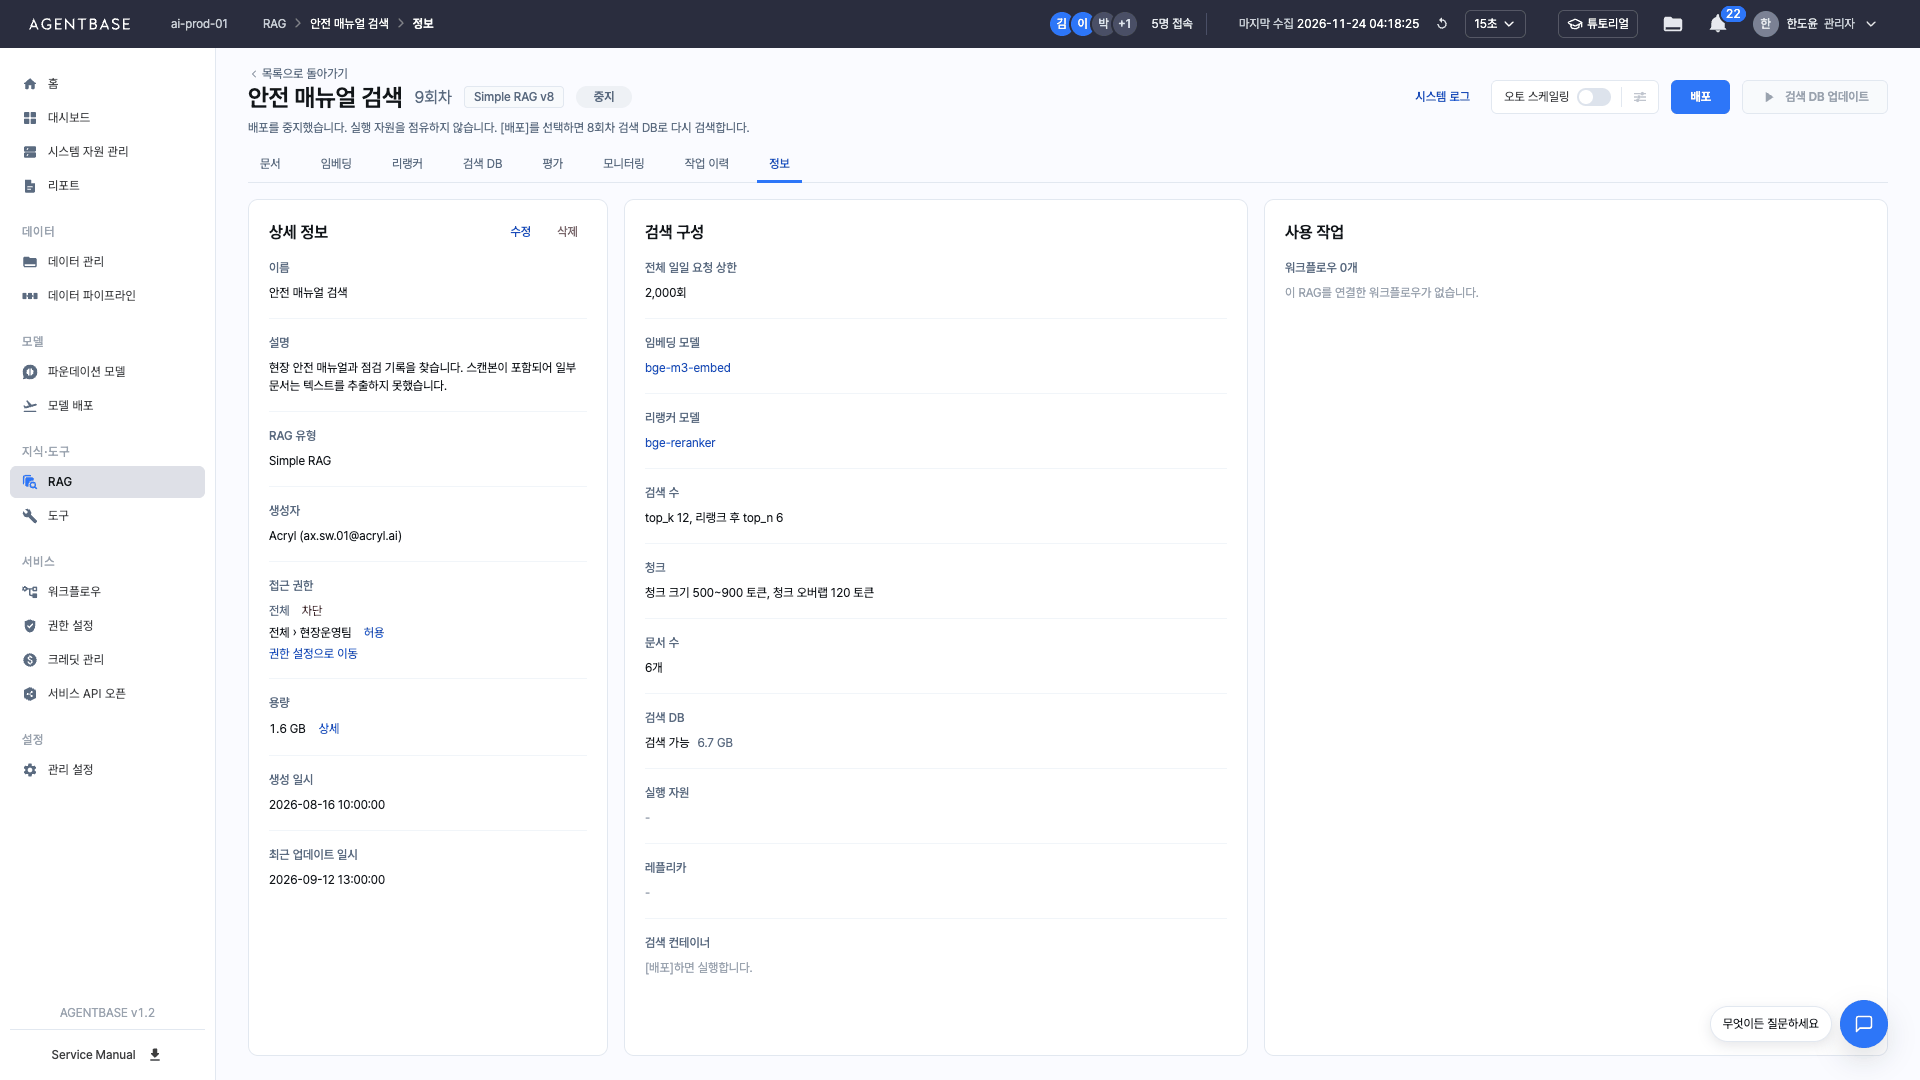 AGENTBASE
ai-prod-01
RAG > 안전 매뉴얼 검색 > 정보
김 이 박 +1 5명 접속
마지막 수집 2026-11-24 04:18:25
15초
튜토리얼
22
한 한도윤 관리자
홈
대시보드
시스템 자원 관리
리포트
데이터
데이터 관리
데이터 파이프라인
모델
파운데이션 모델
모델 배포
지식·도구
RAG
도구
서비스
워크플로우
권한 설정
크레딧 관리
서비스 API 오픈
설정
관리 설정
AGENTBASE v1.2
Service Manual
목록으로 돌아가기
안전 매뉴얼 검색 9회차 Simple RAG v8 중지
시스템 로그 오토 스케일링 배포 검색 DB 업데이트
배포를 중지했습니다. 실행 자원을 점유하지 않습니다. [배포]를 선택하면 8회차 검색 DB로 다시 검색합니다.
문서 임베딩 리랭커 검색 DB 평가 모니터링 작업 이력 정보
상세 정보 수정 삭제
이름
안전 매뉴얼 검색
설명
현장 안전 매뉴얼과 점검 기록을 찾습니다. 스캔본이 포함되어 일부
문서는 텍스트를 추출하지 못했습니다.
RAG 유형
Simple RAG
생성자
Acryl (ax.sw.01@acryl.ai)
접근 권한
전체 차단
전체 › 현장운영팀 허용
권한 설정으로 이동
용량
1.6 GB 상세
생성 일시
2026-08-16 10:00:00
최근 업데이트 일시
2026-09-12 13:00:00
검색 구성
전체 일일 요청 상한
2,000회
임베딩 모델
bge-m3-embed
리랭커 모델
bge-reranker
검색 수
top_k 12, 리랭크 후 top_n 6
청크
청크 크기 500~900 토큰, 청크 오버랩 120 토큰
문서 수
6개
검색 DB
검색 가능 6.7 GB
실행 자원
-
레플리카
-
검색 컨테이너
[배포]하면 실행합니다.
사용 작업
워크플로우 0개
이 RAG를 연결한 워크플로우가 없습니다.
무엇이든 질문하세요